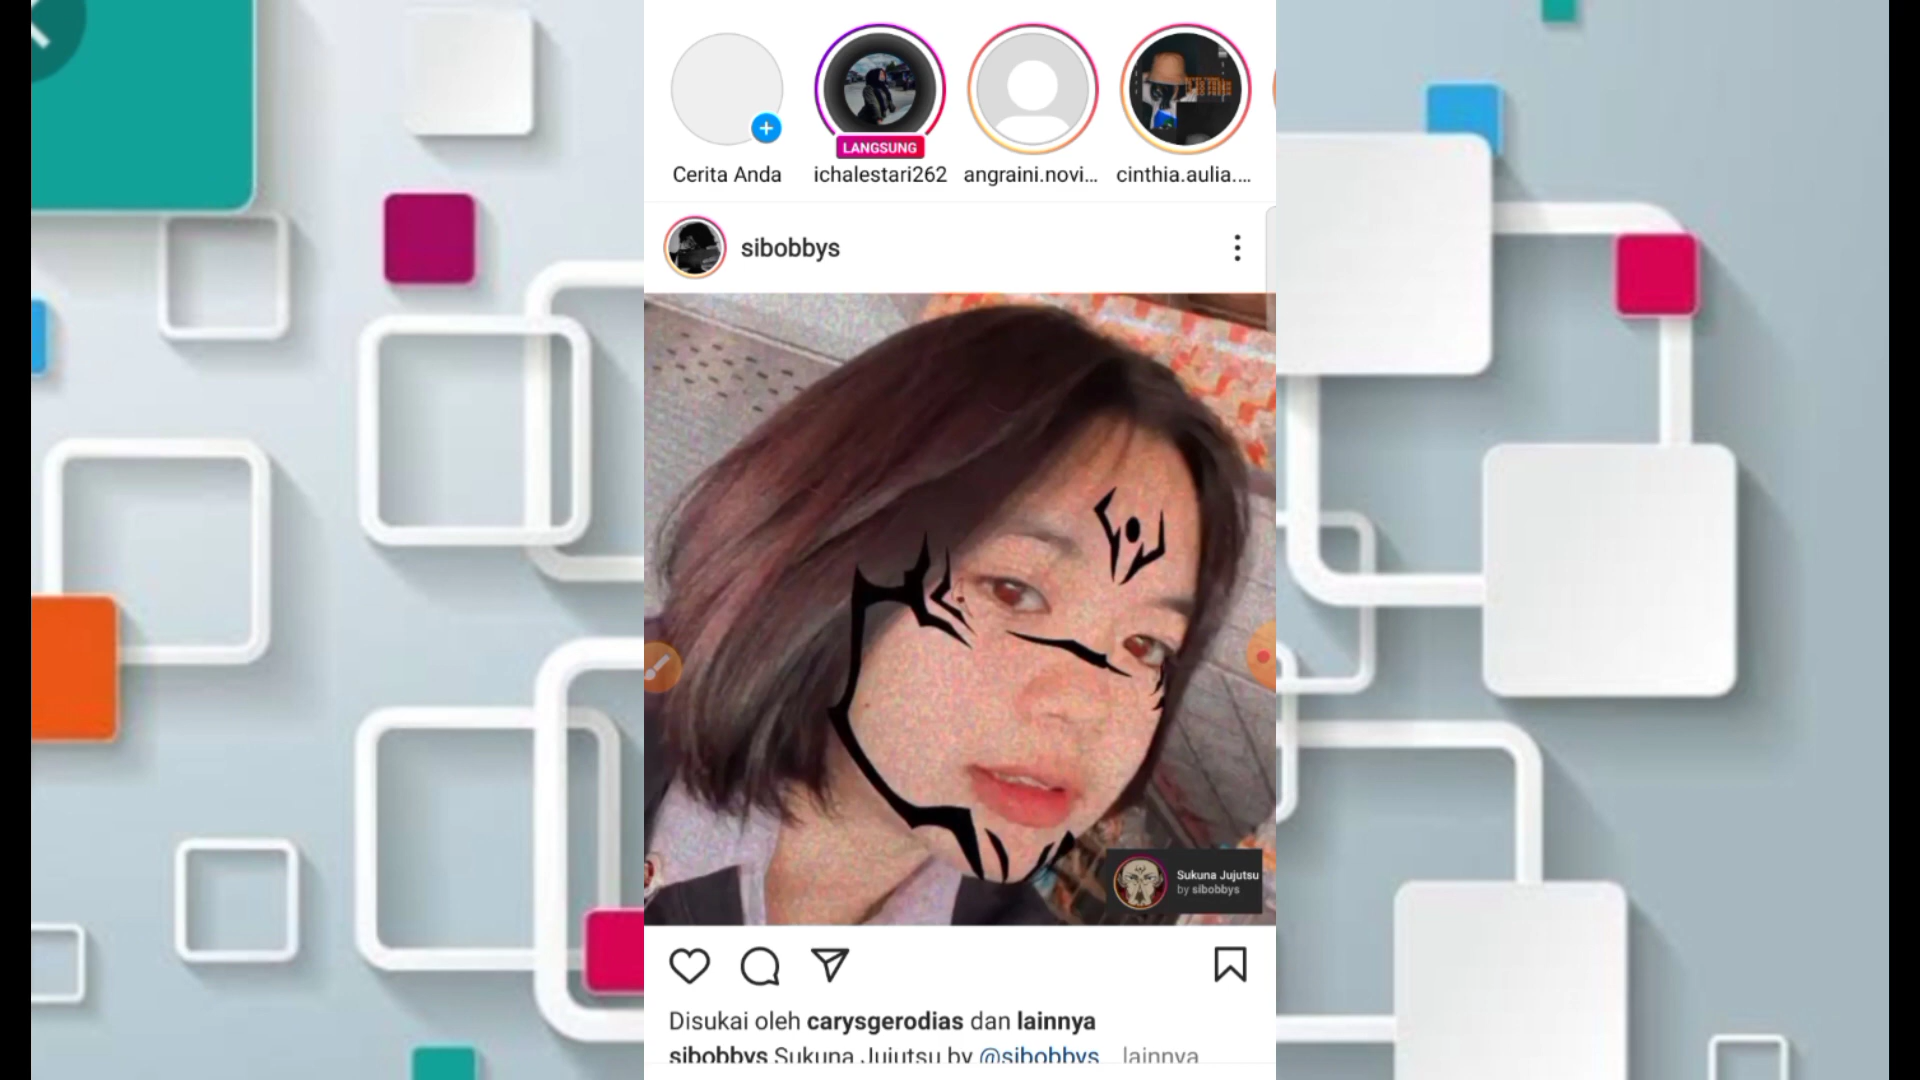 LANGSUNG
Cerita Anda
ichalestari262
angraini.novi...
cinthia.aulia....
sibobbys
Sukuna Jujutsu
by sibobbys
Disukai oleh carysgerodias dan lainnya
sibobbys Sukuna Jujutsu by @sibobbys lainnya